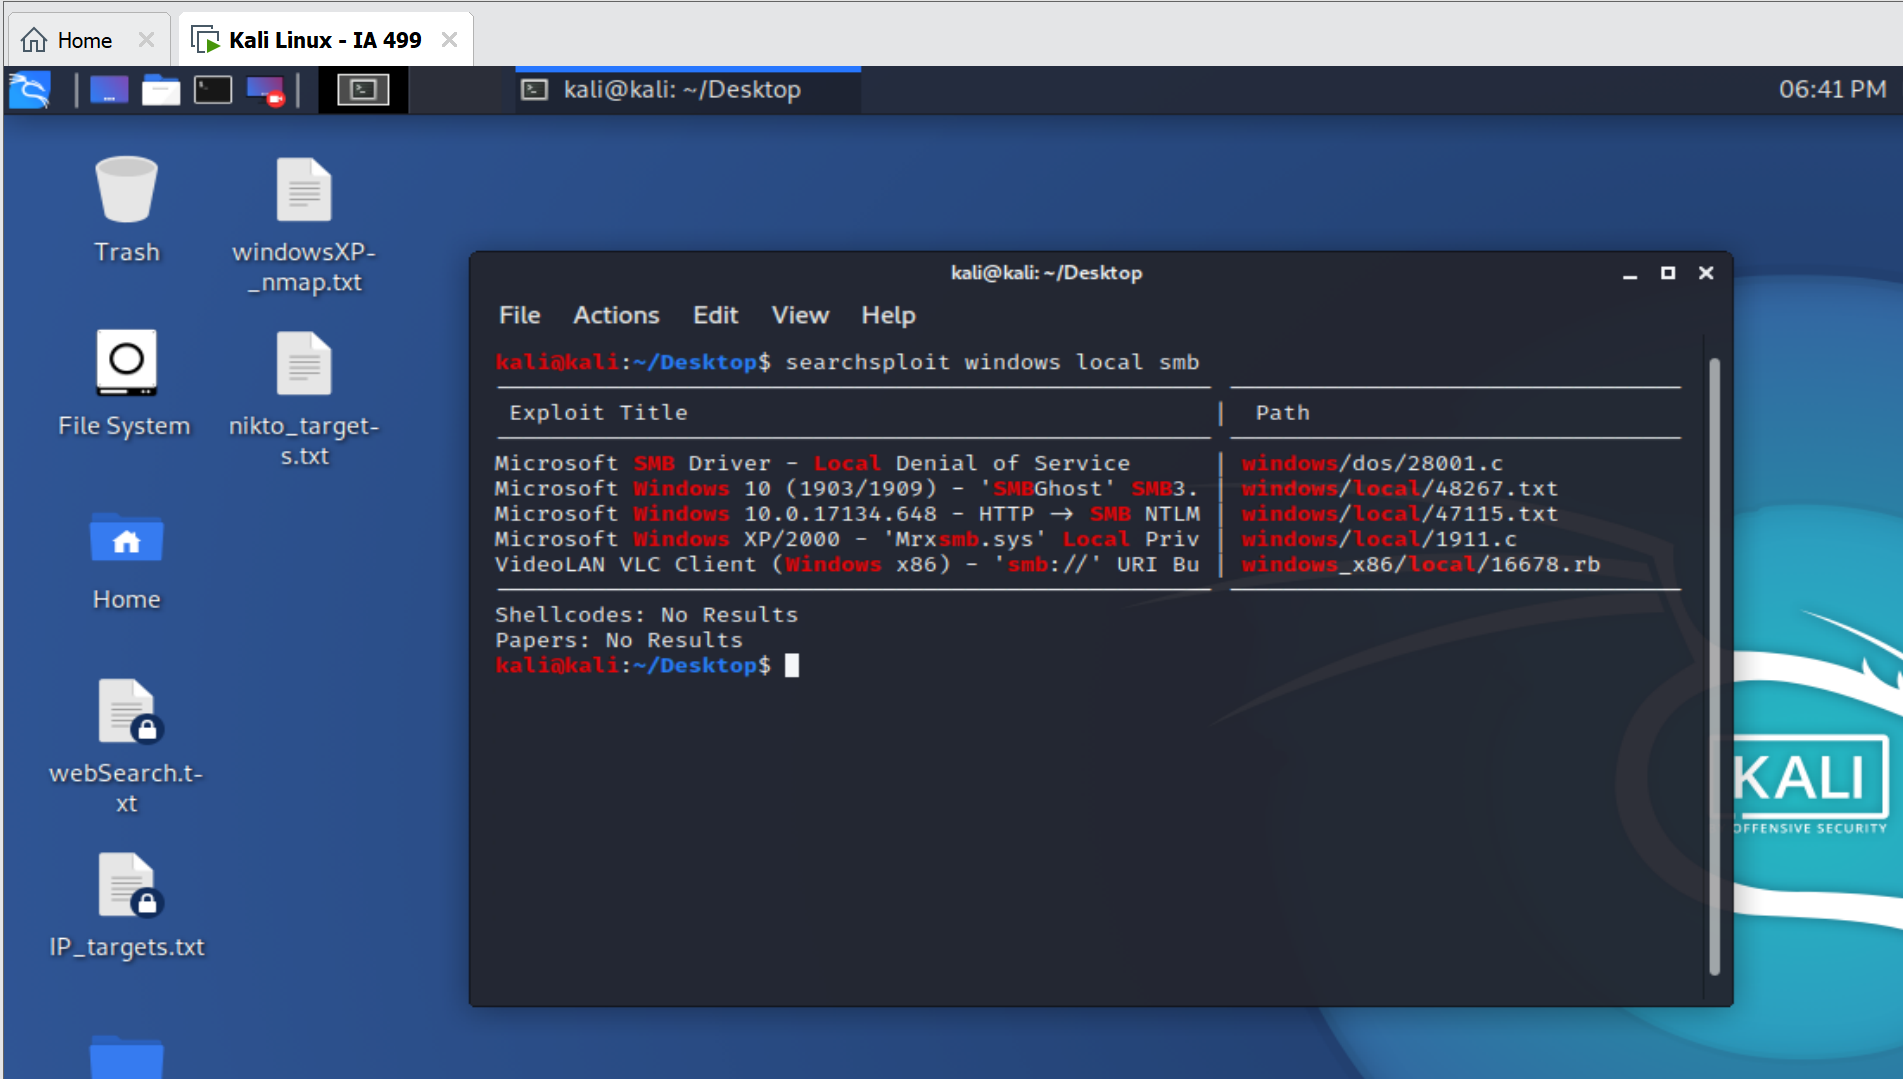 Home
Kali Linux - IA 499
kali@kali: ~/Desktop
06:41 PM
Trash
windowsXP-
_nmap.txt
File System
nikto_target-
s.txt
Home
webSearch.t-
xt
IP_targets.txt
kali@kali: ~/Desktop
File Actions Edit View Help
kali@kali:~/Desktop$ searchsploit windows local smb
Exploit Title | Path
Microsoft SMB Driver - Local Denial of Service | windows/dos/28001.c
Microsoft Windows 10 (1903/1909) - 'SMBGhost' SMB3. | windows/local/48267.txt
Microsoft Windows 10.0.17134.648 - HTTP → SMB NTLM | windows/local/47115.txt
Microsoft Windows XP/2000 - 'Mrxsmb.sys' Local Priv | windows/local/1911.c
VideoLAN VLC Client (Windows x86) - 'smb://' URI Bu | windows_x86/local/16678.rb
Shellcodes: No Results
Papers: No Results
kali@kali:~/Desktop$
KALI
OFFENSIVE SECURITY